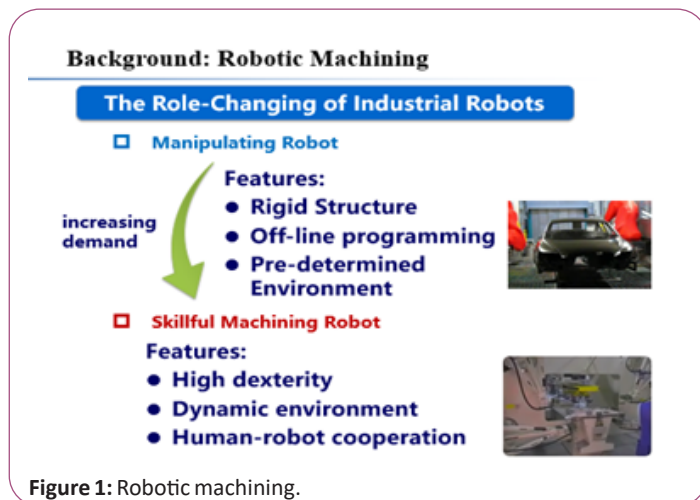 Background: Robotic Machining
The Role-Changing of Industrial Robots
Manipulating Robot
increasing
demand
Features:
● Rigid Structure
● Off-line programming
● Pre-determined
Environment
Skillful Machining Robot
Features:
● High dexterity
● Dynamic environment
● Human-robot cooperation
Figure 1: Robotic machining.